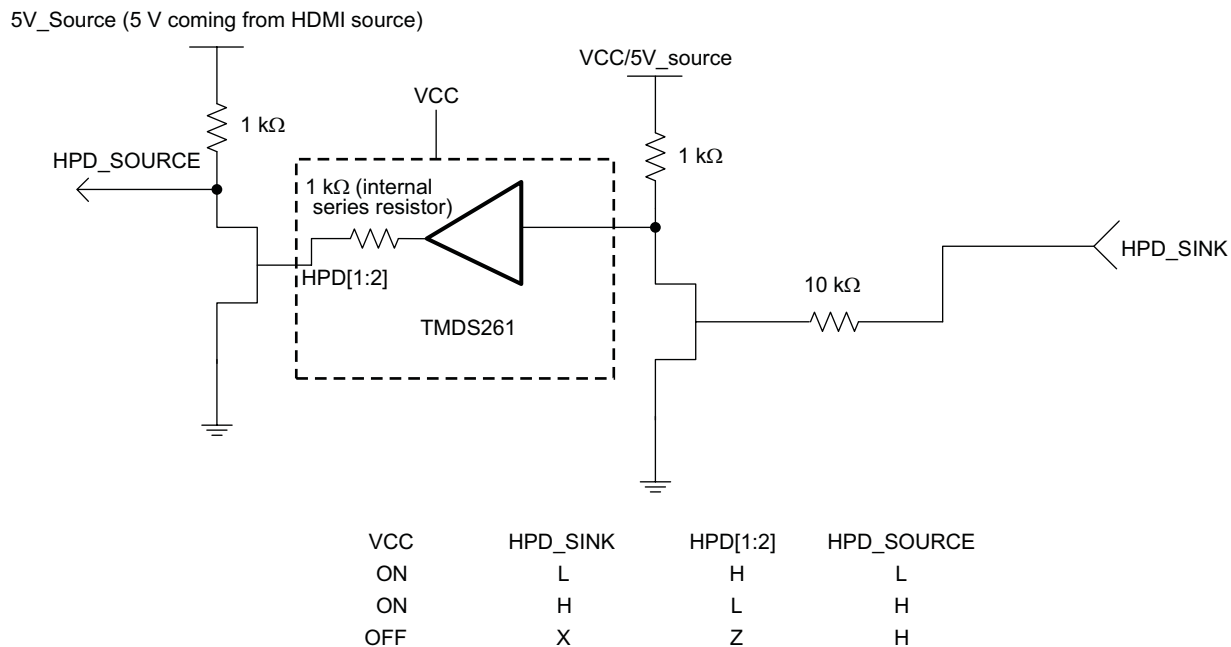 5V_Source (5 V coming from HDMI source)
VCC/5V_source
VCC
1 kΩ
1 kΩ
HPD_SOURCE
1 kΩ (internal
series resistor)
HPD_SINK
HPD[1:2]
10 kΩ
TMDS261
VCC HPD_SINK HPD[1:2] HPD_SOURCE
ON L H L
ON H L H
OFF X Z H